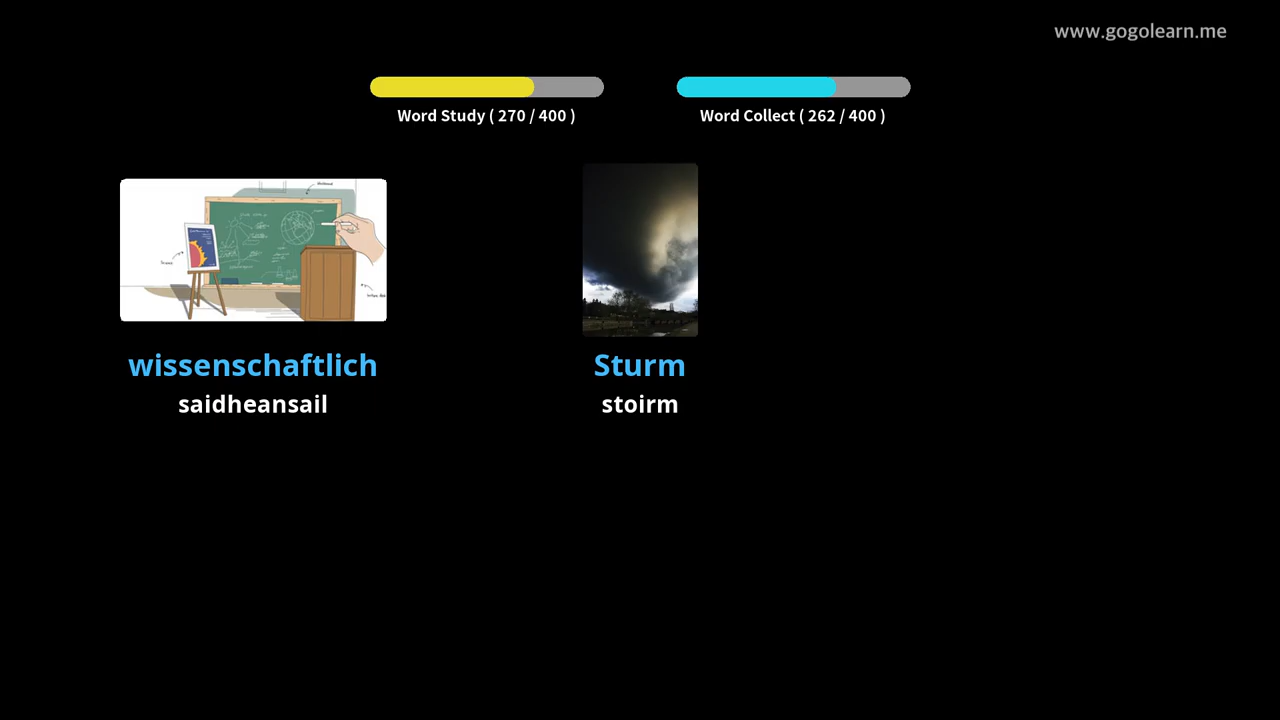 www.gogolearn.me
Word Study ( 270 / 400 )
Word Collect ( 262 / 400 )
wissenschaftlich
saidheansail
Sturm
stoirm